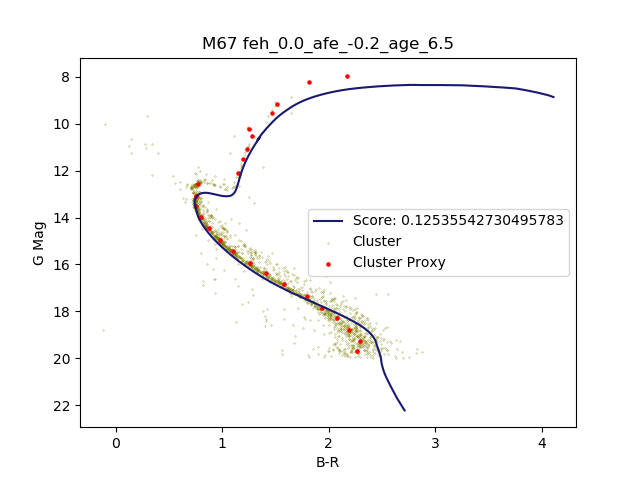 M67 feh_0.0_afe_-0.2_age_6.5
8
10
12
14
16
18
20
22
G Mag
Score: 0.12535542730495783
Cluster
Cluster Proxy
0
1
2
3
4
B-R